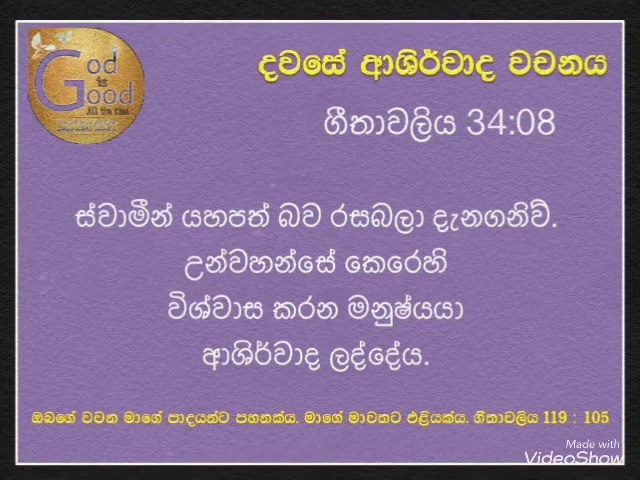 God
is
Good
All the time
දවසේ ආශිර්වාද වචනය
ගීතාවලිය 34:08
ස්වාමීන් යහපත් බව රසබලා දැනගනිව්.
උන්වහන්සේ කෙරෙහි
විශ්වාස කරන මනුෂ්යයා
ආශිර්වාද ලද්දේය.
ඔබගේ වචන මාගේ පාදයන්ට පහනක්ය. මාගේ මාවතට එළියක්ය. ගීතාවලිය 119 : 105
Made with
VideoShow